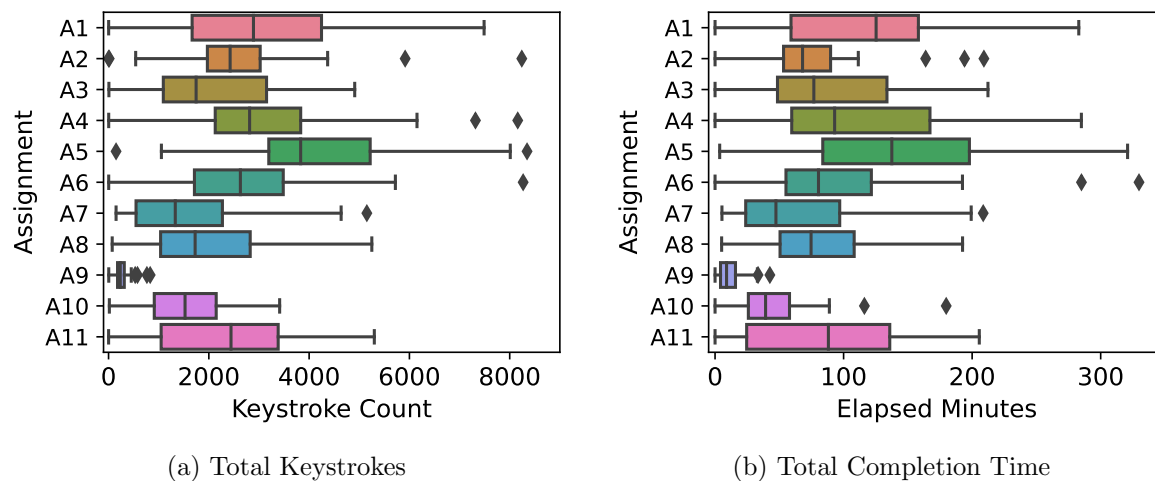 Assignment
A1
A2
A3
A4
A5
A6
A7
A8
A9
A10
A11
0 2000 4000 6000 8000
Keystroke Count
(a) Total Keystrokes
Assignment
A1
A2
A3
A4
A5
A6
A7
A8
A9
A10
A11
0 100 200 300
Elapsed Minutes
(b) Total Completion Time